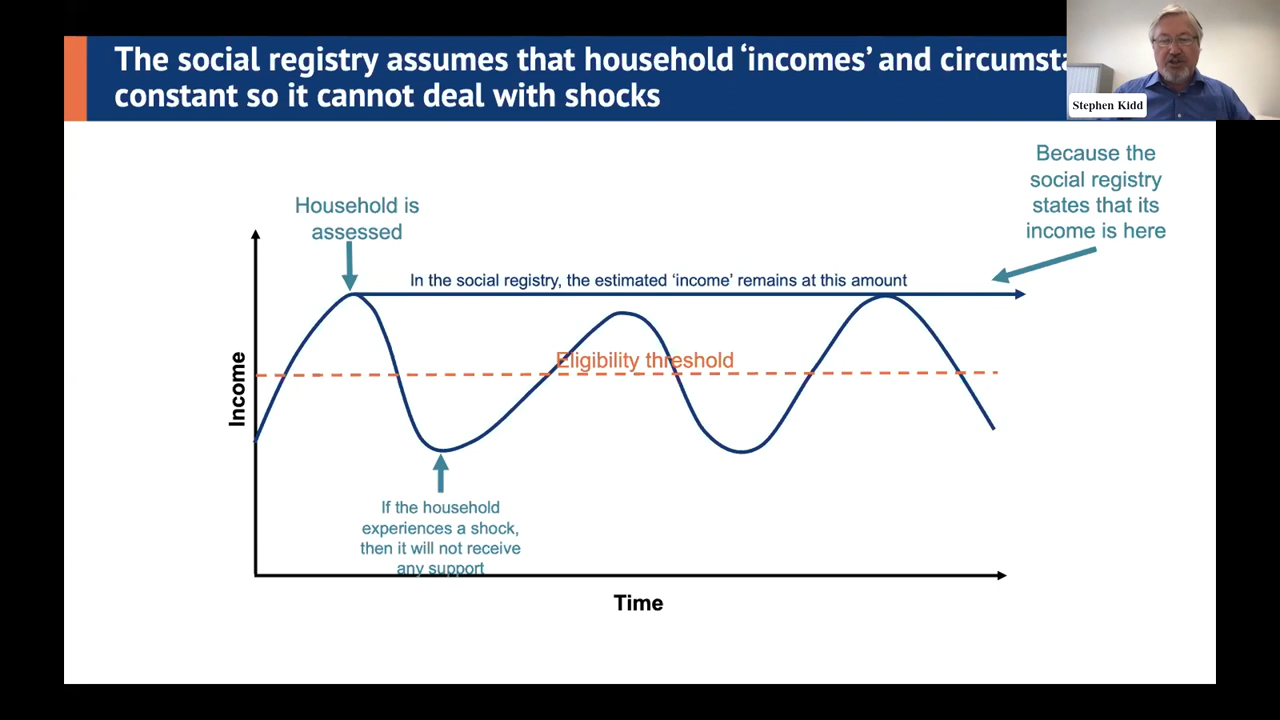 The social registry assumes that household ‘incomes’ and
constant so it cannot deal with shocks
Stephen Kidd
Because the
social registry
states that its
income is here
Household is
assessed
In the social registry, the estimated ‘income’ remains at this amount
Eligibility threshold
Income
If the household
experiences a shock,
then it will not receive
any support
Time